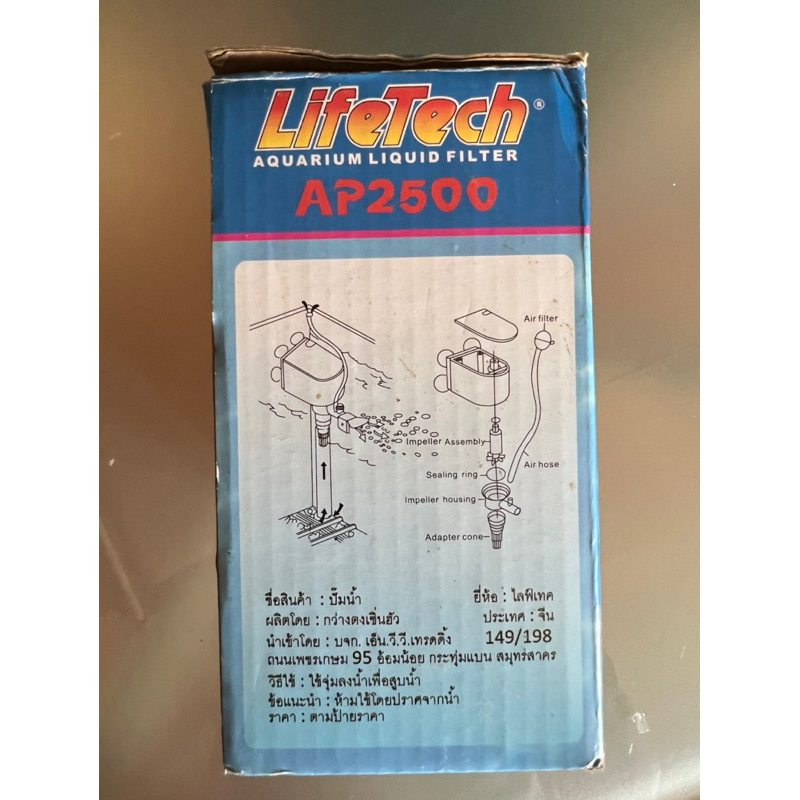 LifeTech®
AQUARIUM LIQUID FILTER
AP2500
Air filter
Impeller Assembly
Air hose
Sealing ring
Impeller housing
Adapter cone
ชื่อสินค้า : ปั๊มน้ำ ยี่ห้อ : ไลฟ์เทค
ผลิตโดย : กว่างตงเซิ่นฮัว ประเทศ : จีน
นำเข้าโดย : บจก. เอ็น.วี.วี.เทรดดิ้ง 149/198
ถนนเพชรเกษม 95 อ้อมน้อย กระทุ่มแบน สมุทรสาคร
วิธีใช้ : ใช้จุ่มลงน้ำเพื่อสูบน้ำ
ข้อแนะนำ : ห้ามใช้โดยปราศจากน้ำ
ราคา : ตามป้ายราคา